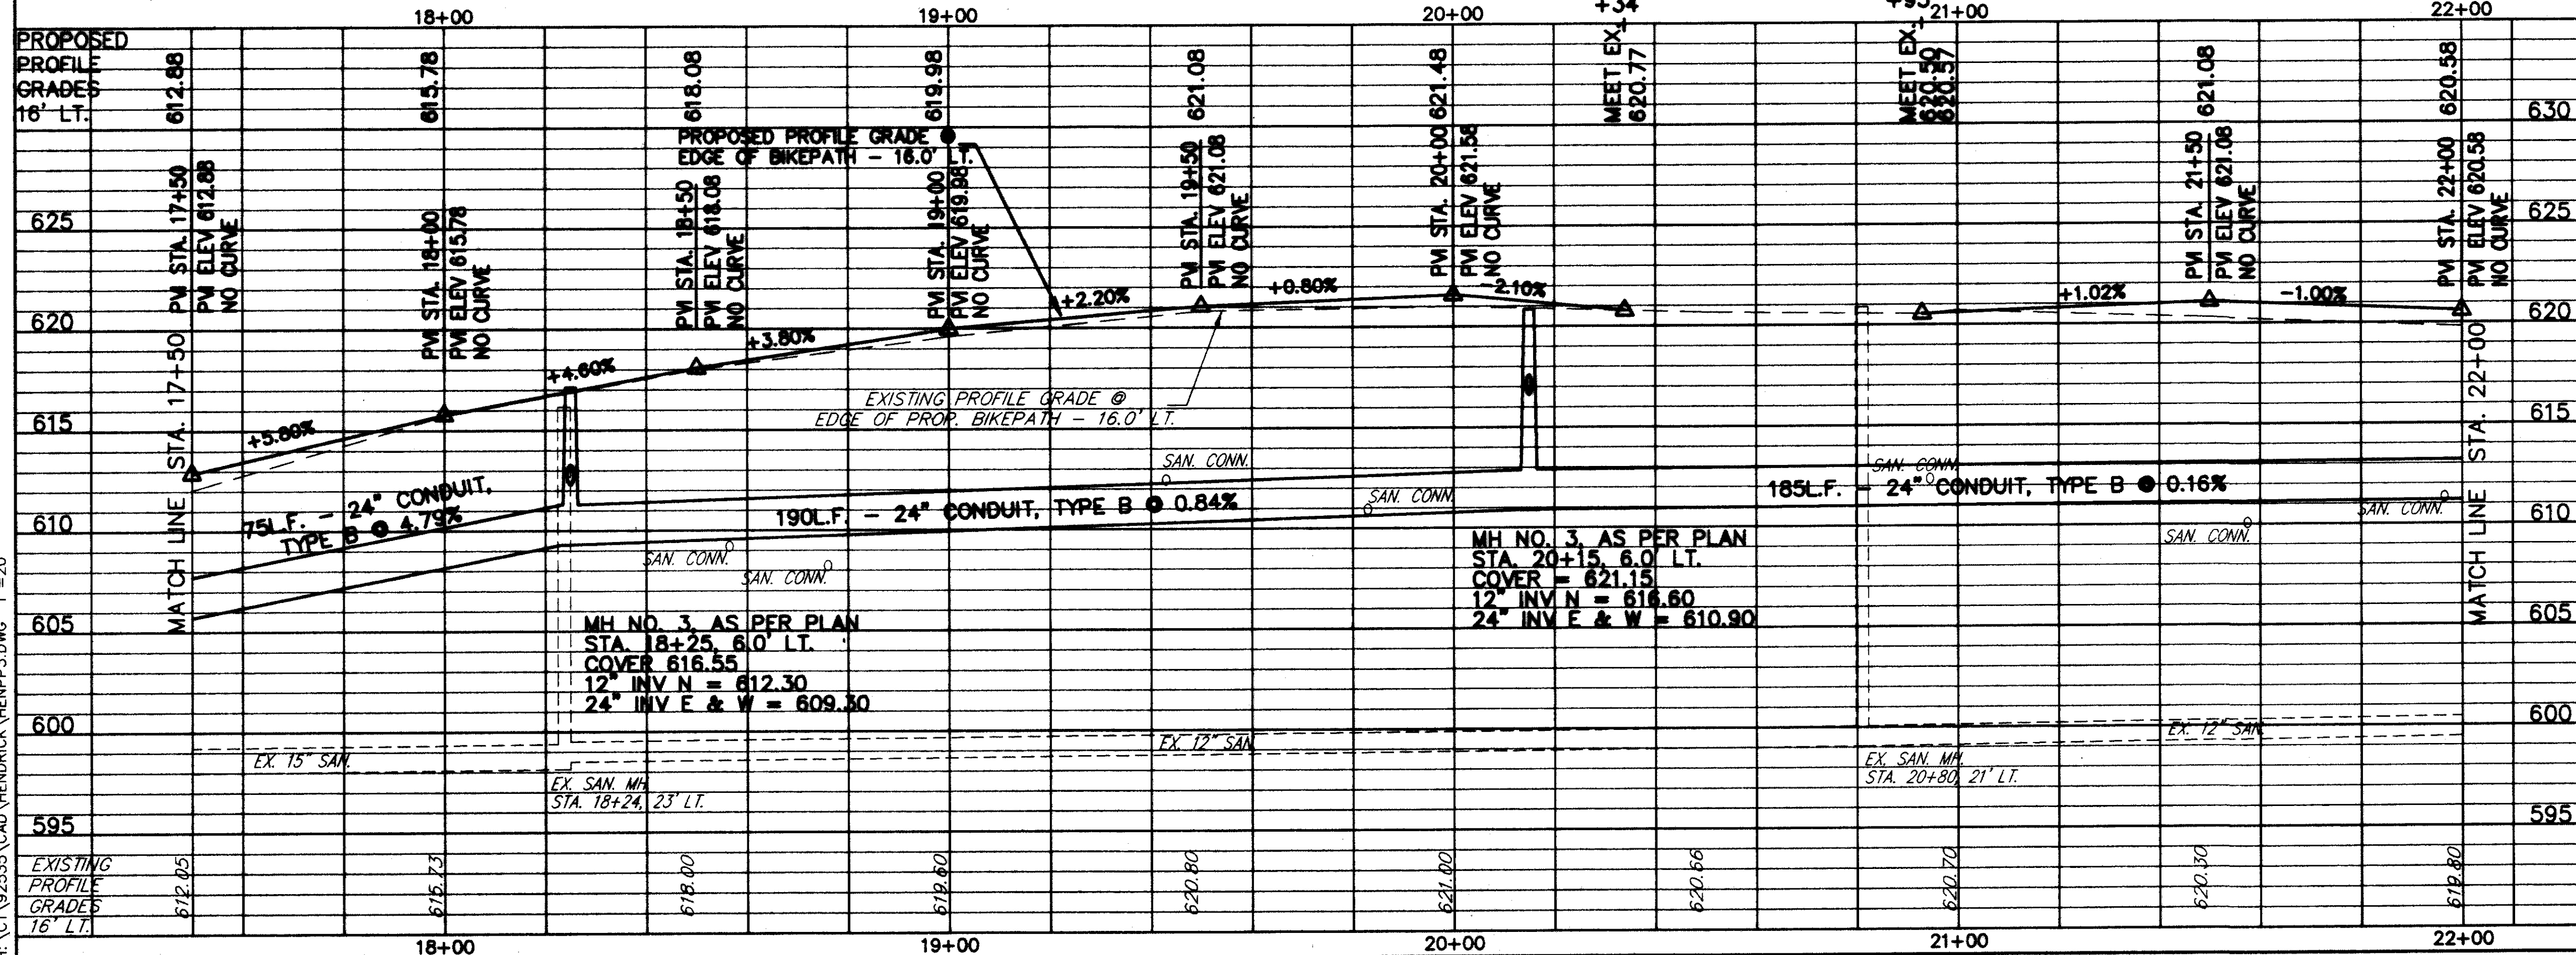 18+00
19+00
20+00
+34
21+00
22+00
PROPOSED
PROFILE
GRADES
16' LT.
612.88
615.78
618.08
619.98
621.08
621.48
MEET EX.
620.77
MEET EX.
620.50
620.57
621.08
620.58
630
625
620
615
610
605
600
595
625
620
615
610
605
600
595
MATCH LINE STA. 17+50
PVI STA. 17+50
PVI ELEV 612.88
NO CURVE
PVI STA. 18+00
PVI ELEV 615.78
NO CURVE
PVI STA. 18+50
PVI ELEV 618.08
NO CURVE
PROPOSED PROFILE GRADE @
EDGE OF BIKEPATH - 16.0' LT.
PVI STA. 19+00
PVI ELEV 619.98
NO CURVE
PVI STA. 19+50
PVI ELEV 621.08
NO CURVE
PVI STA. 20+00
PVI ELEV 621.58
NO CURVE
PVI STA. 21+50
PVI ELEV 621.08
NO CURVE
PVI STA. 22+00
PVI ELEV 620.58
NO CURVE
MATCH LINE STA. 22+00
+5.80%
+4.60%
+3.80%
+2.20%
+0.80%
-2.10%
+1.02%
-1.00%
EXISTING PROFILE GRADE @
EDGE OF PROP. BIKEPATH - 16.0' LT.
75L.F. - 24" CONDUIT,
TYPE B @ 4.79%
190L.F. - 24" CONDUIT, TYPE B @ 0.84%
185L.F. - 24" CONDUIT, TYPE B @ 0.16%
SAN. CONN.
SAN. CONN.
SAN. CONN.
SAN. CONN.
SAN. CONN.
SAN. CONN.
SAN. CONN.
MH NO. 3, AS PER PLAN
STA. 18+25, 6.0' LT.
COVER 616.55
12" INV N = 612.30
24" INV E & W = 609.30
MH NO. 3, AS PER PLAN
STA. 20+15, 6.0' LT.
COVER = 621.15
12" INV N = 616.60
24" INV E & W = 610.90
EX. 15" SAN.
EX. SAN. MH
STA. 18+24, 23' LT.
EX. 12" SAN
EX. SAN. MH.
STA. 20+80, 21' LT.
EX. 12" SAN
EXISTING
PROFILE
GRADES
16' LT.
612.05
615.73
618.00
619.60
620.80
621.00
620.66
620.70
620.30
619.80
18+00
19+00
20+00
21+00
22+00